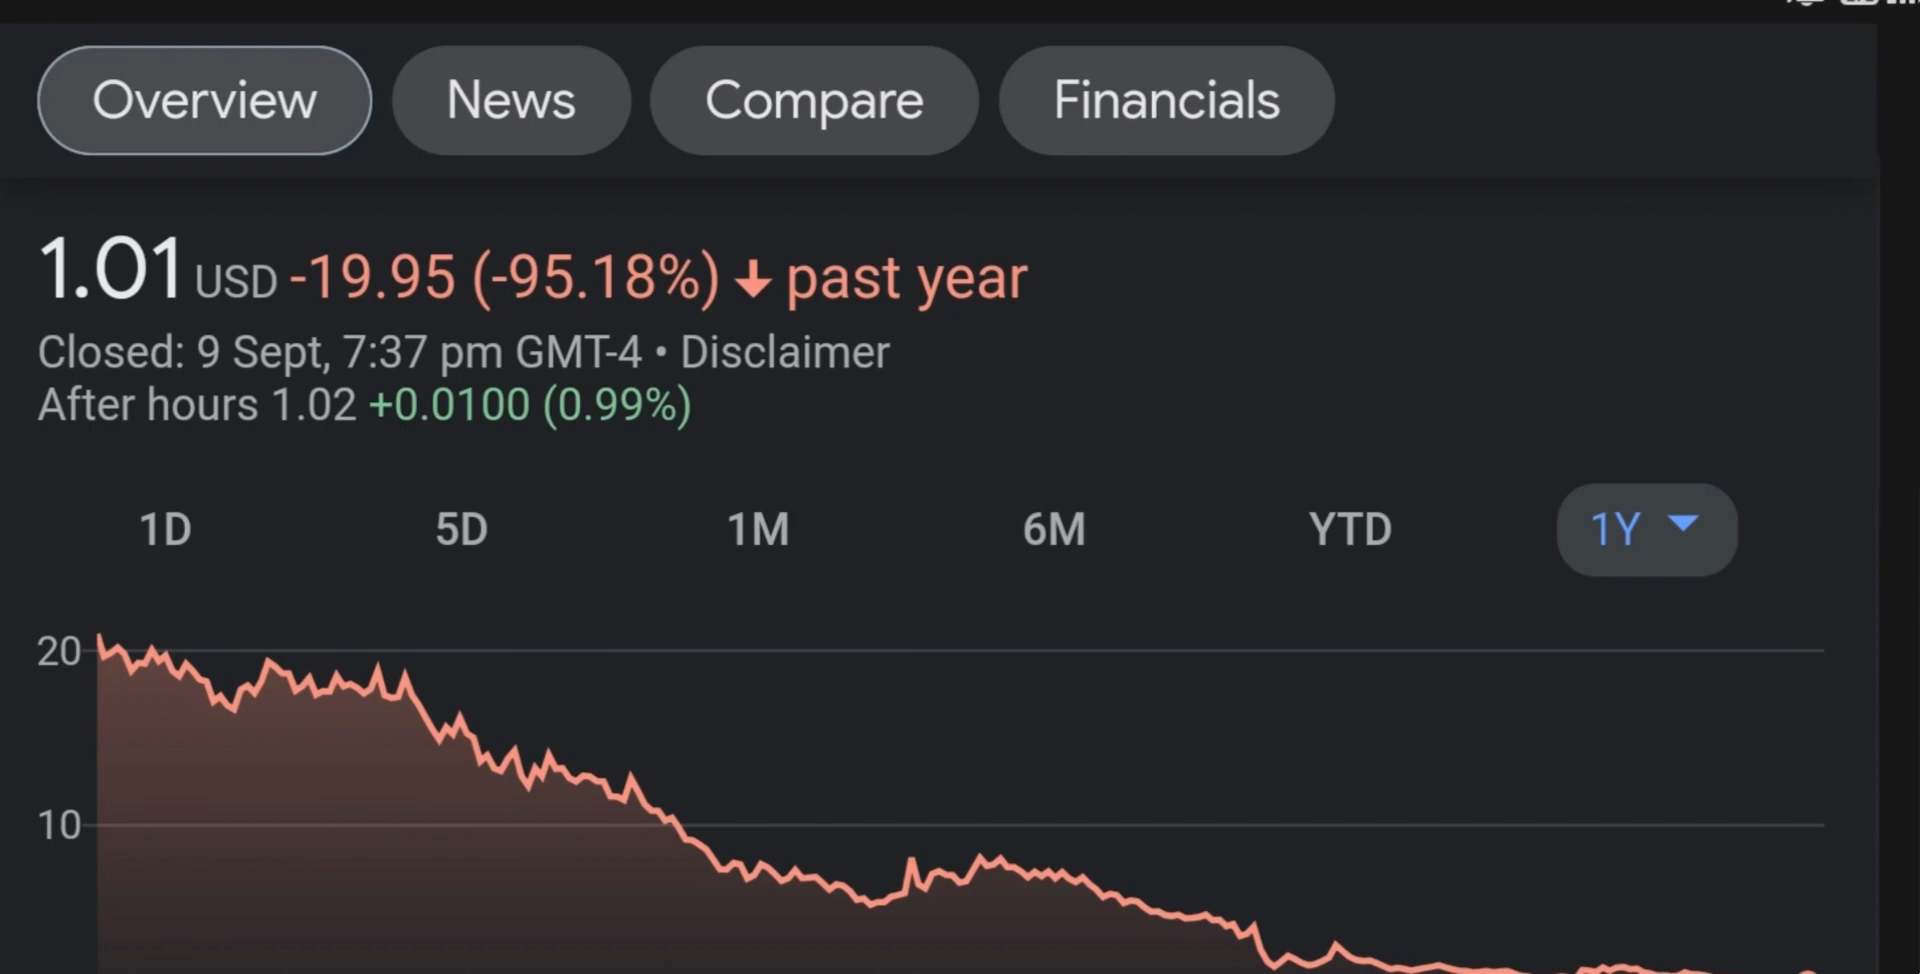 Overview News Compare Financials
1.01 USD -19.95 (-95.18%) ↓ past year
Closed: 9 Sept, 7:37 pm GMT-4 • Disclaimer
After hours 1.02 +0.0100 (0.99%)
1D 5D 1M 6M YTD 1Y
20
10